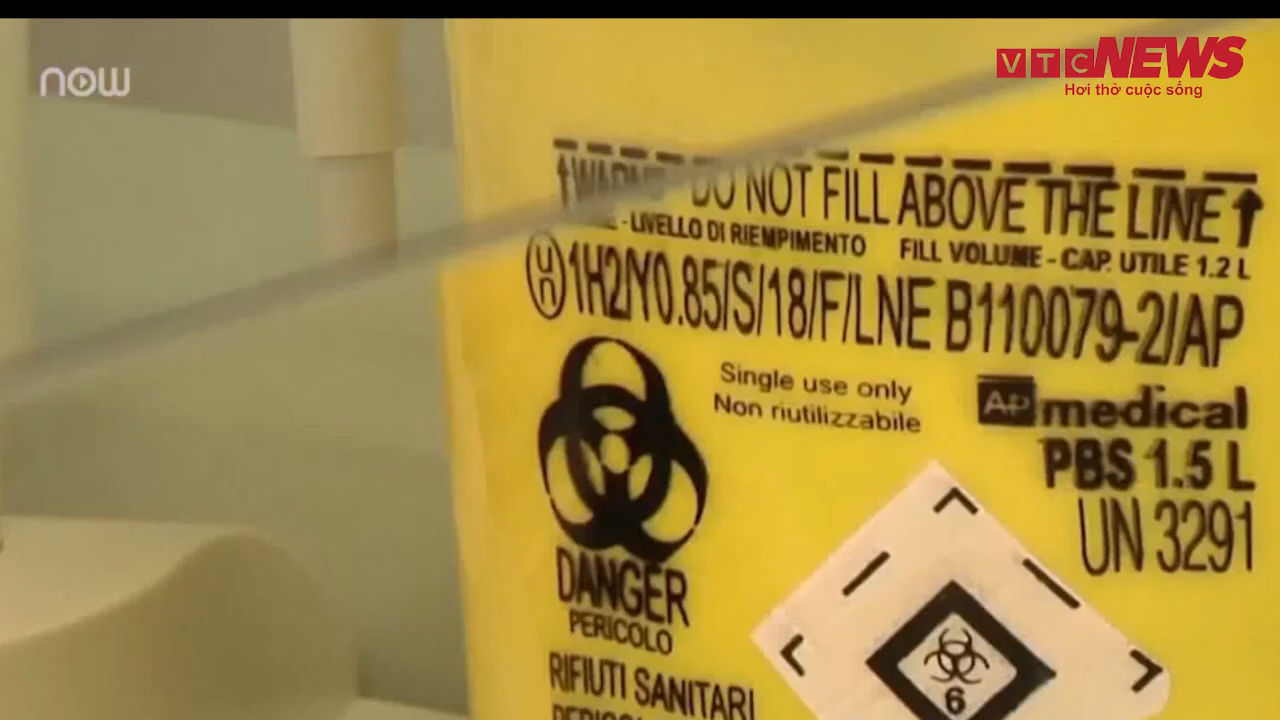 now
VTC NEWS
Hơi thở cuộc sống
DO NOT FILL ABOVE THE LINE
- LIVELLO DI RIEMPIMENTO FILL VOLUME - CAP. UTILE 1.2 L
1H2/Y0.85/S/18/F/LNE B110079-2/AP
Single use only
Non riutilizzabile
AP medical
PBS 1.5 L
UN 3291
DANGER
PERICOLO
RIFIUTI SANITARI
6